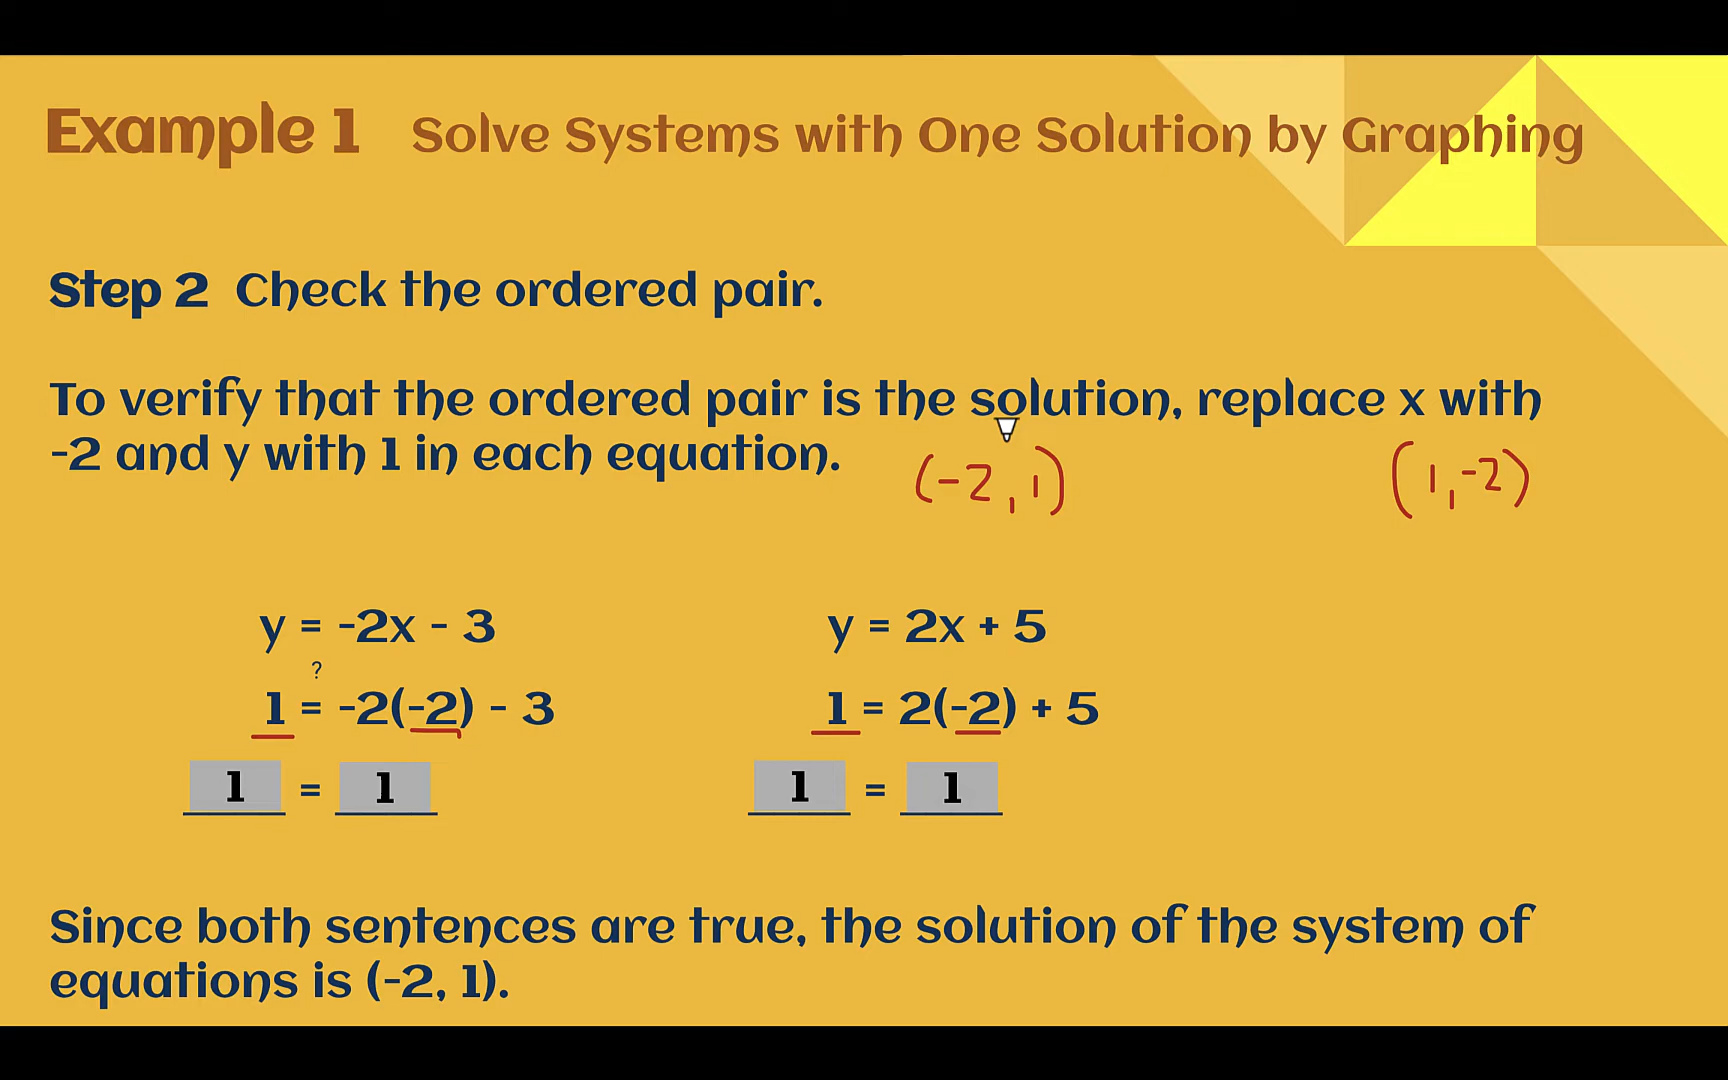 Example 1 Solve Systems with One Solution by Graphing
Step 2 Check the ordered pair.
To verify that the ordered pair is the solution, replace x with
-2 and y with 1 in each equation.
(-2, 1) (1, -2)
y = -2x - 3 y = 2x + 5
?
1 = -2(-2) - 3 1 = 2(-2) + 5
1 = 1 1 = 1
Since both sentences are true, the solution of the system of
equations is (-2, 1).